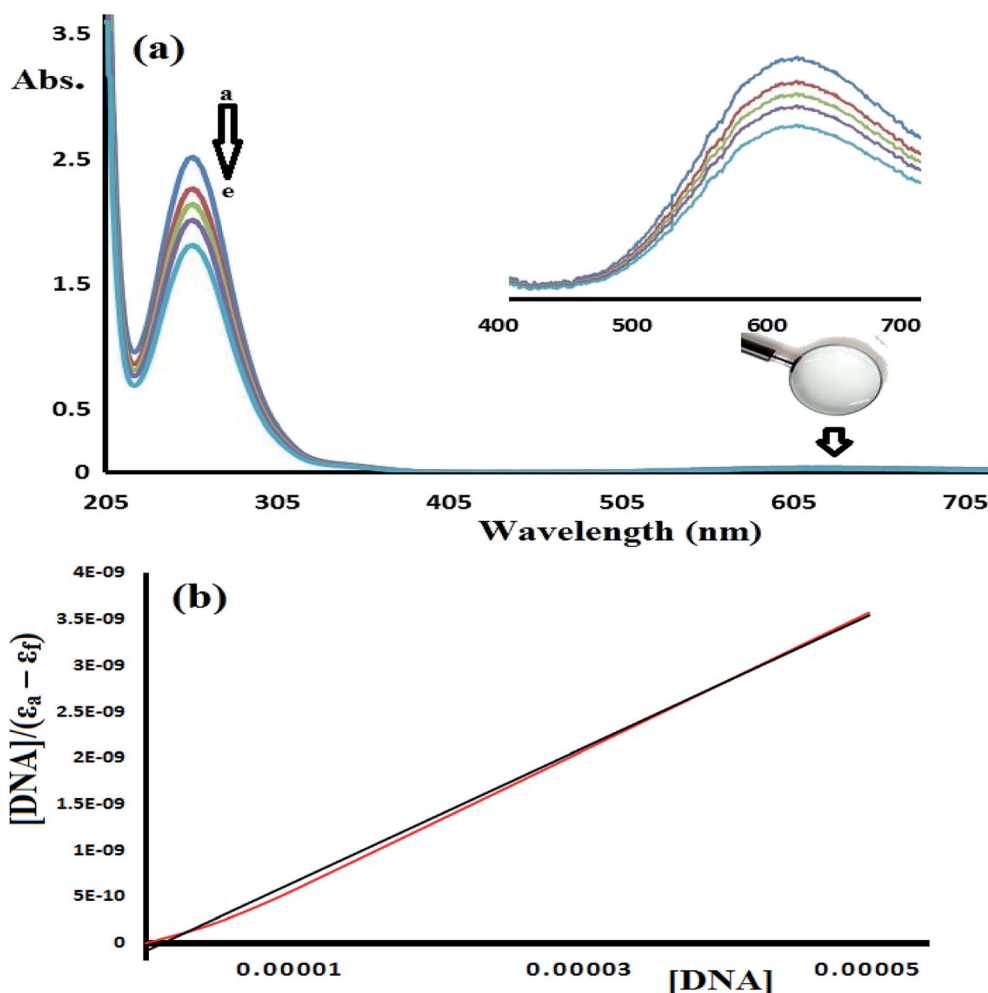 (a)
Abs.
3.5
2.5
1.5
0.5
0
a
e
400 500 600 700
205 305 405 505 605 705
Wavelength (nm)
(b)
[DNA]/(εₐ – ε_f)
4E-09
3.5E-09
3E-09
2.5E-09
2E-09
1.5E-09
1E-09
5E-10
0
0.00001 0.00003 0.00005
[DNA]